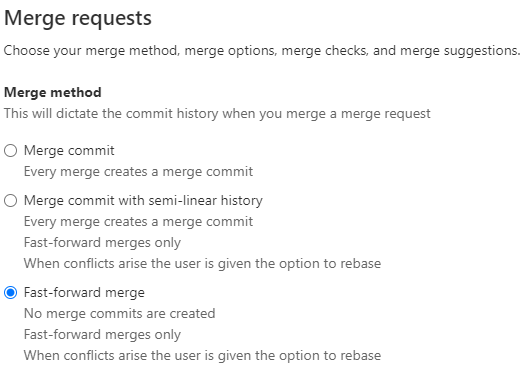 Merge requests
Choose your merge method, merge options, merge checks, and merge suggestions.
Merge method
This will dictate the commit history when you merge a merge request
Merge commit
Every merge creates a merge commit
Merge commit with semi-linear history
Every merge creates a merge commit
Fast-forward merges only
When conflicts arise the user is given the option to rebase
Fast-forward merge
No merge commits are created
Fast-forward merges only
When conflicts arise the user is given the option to rebase